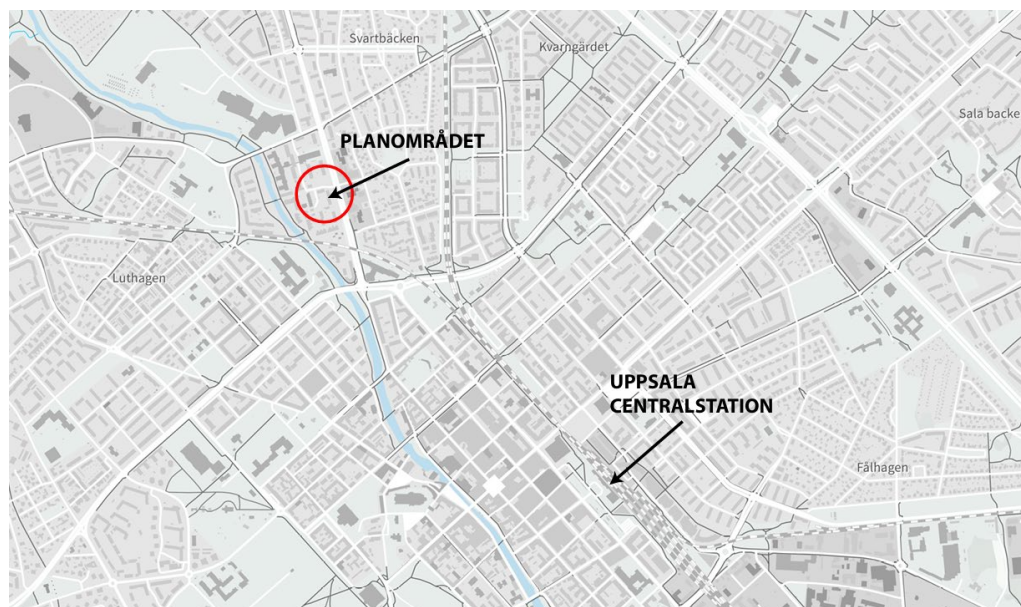 Svartbäcken
Kvarngärdet
Sala backe
PLANOMRÅDET
Luthagen
UPPSALA
CENTRALSTATION
Fålhagen